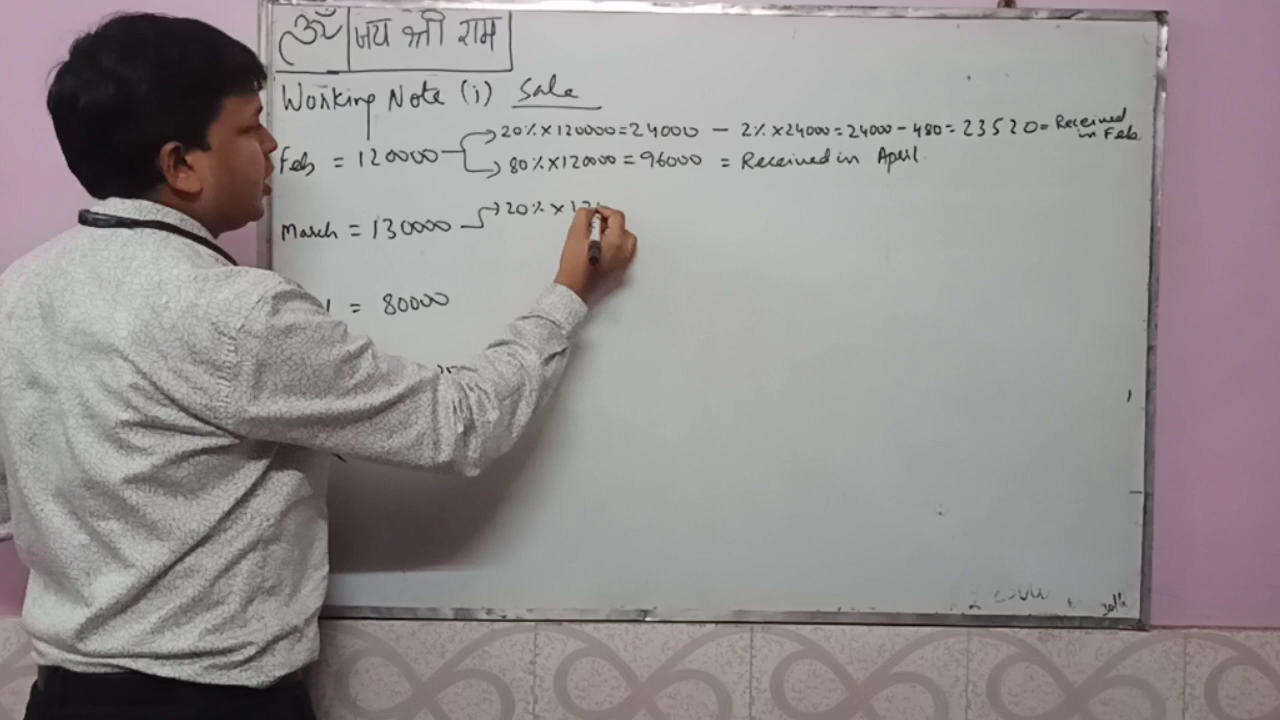 ॐ जय श्री राम
Working Note (i) Sale
20% × 120000 = 24000 - 2% × 24000 = 24000 - 480 = 23520 = Received in Feb
Feb = 120000
80% × 120000 = 96000 = Received in April
20% × 13
March = 130000
= 80000